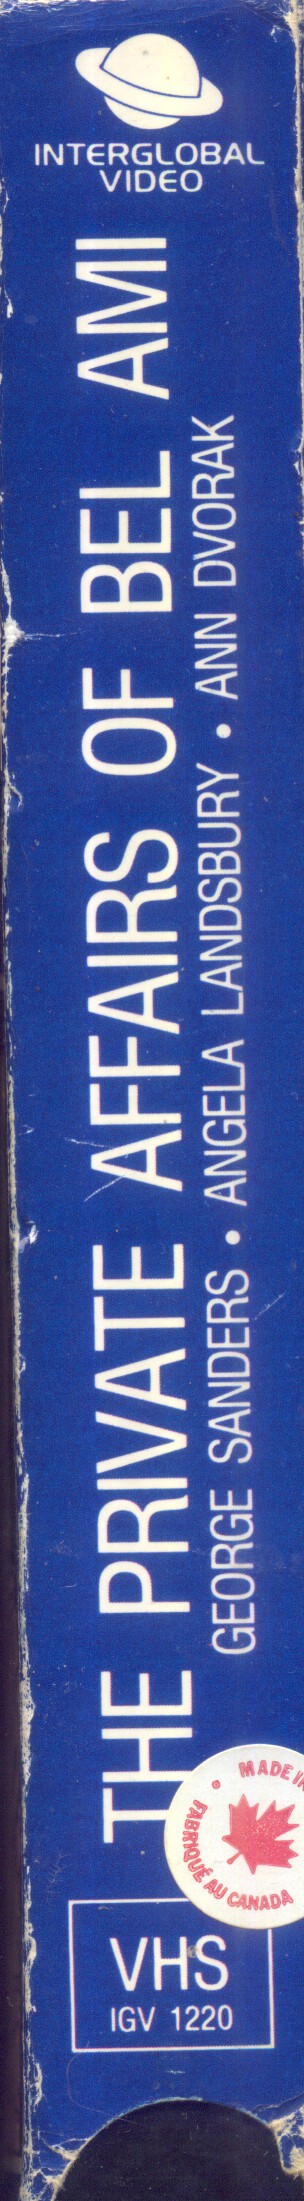 INTERGLOBAL
VIDEO
THE PRIVATE AFFAIRS OF BEL AMI
GEORGE SANDERS • ANGELA LANDSBURY • ANN DVORAK
MADE IN
FABRIQUÉ AU CANADA
VHS
IGV 1220